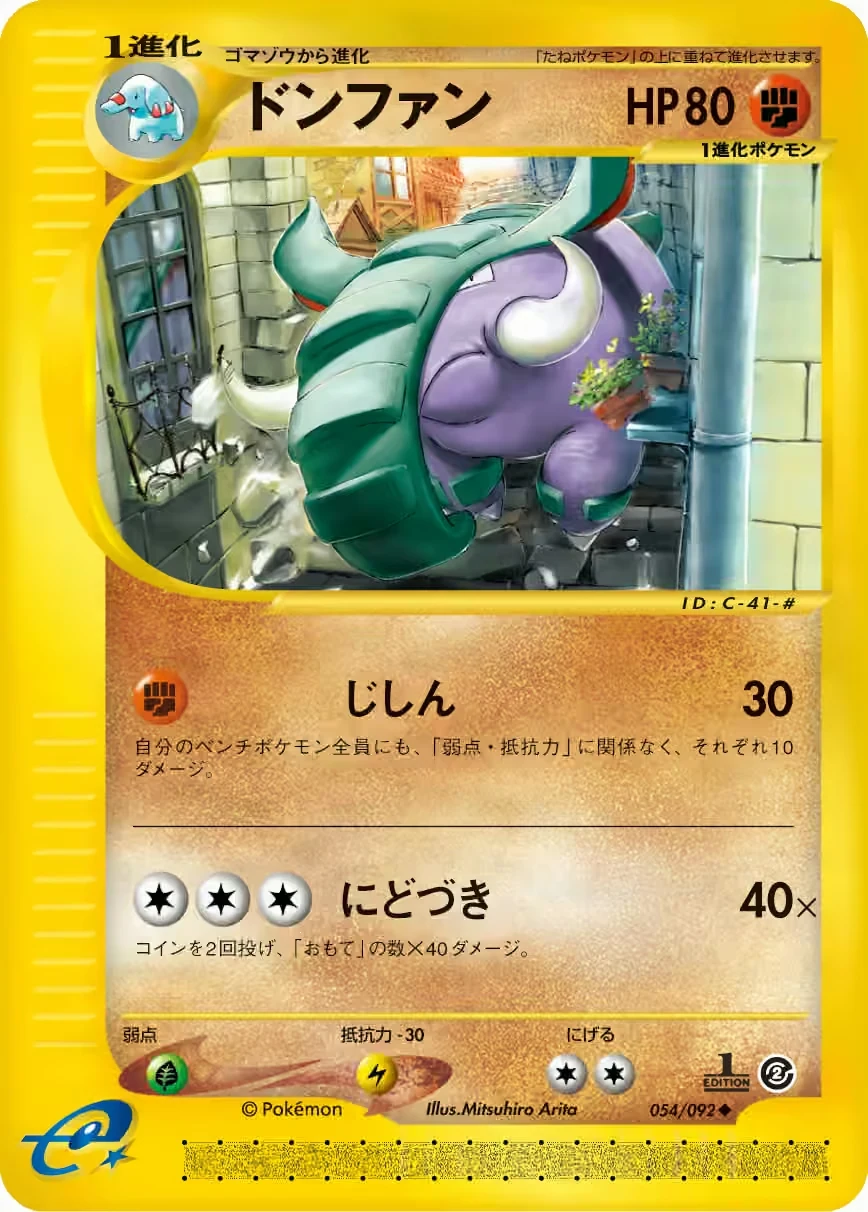 1進化
ゴマゾウから進化
「たねポケモン」の上に重ねて進化させます。
ドンファン
HP80
1進化ポケモン
ID:C-41-#
じしん 30
自分のベンチポケモン全員にも、「弱点・抵抗力」に関係なく、それぞれ10
ダメージ。
にどづき 40×
コインを2回投げ、「おもて」の数×40ダメージ。
弱点 抵抗力 -30 にげる
1
EDITION
2
© Pokémon Illus.Mitsuhiro Arita 054/092◆
e